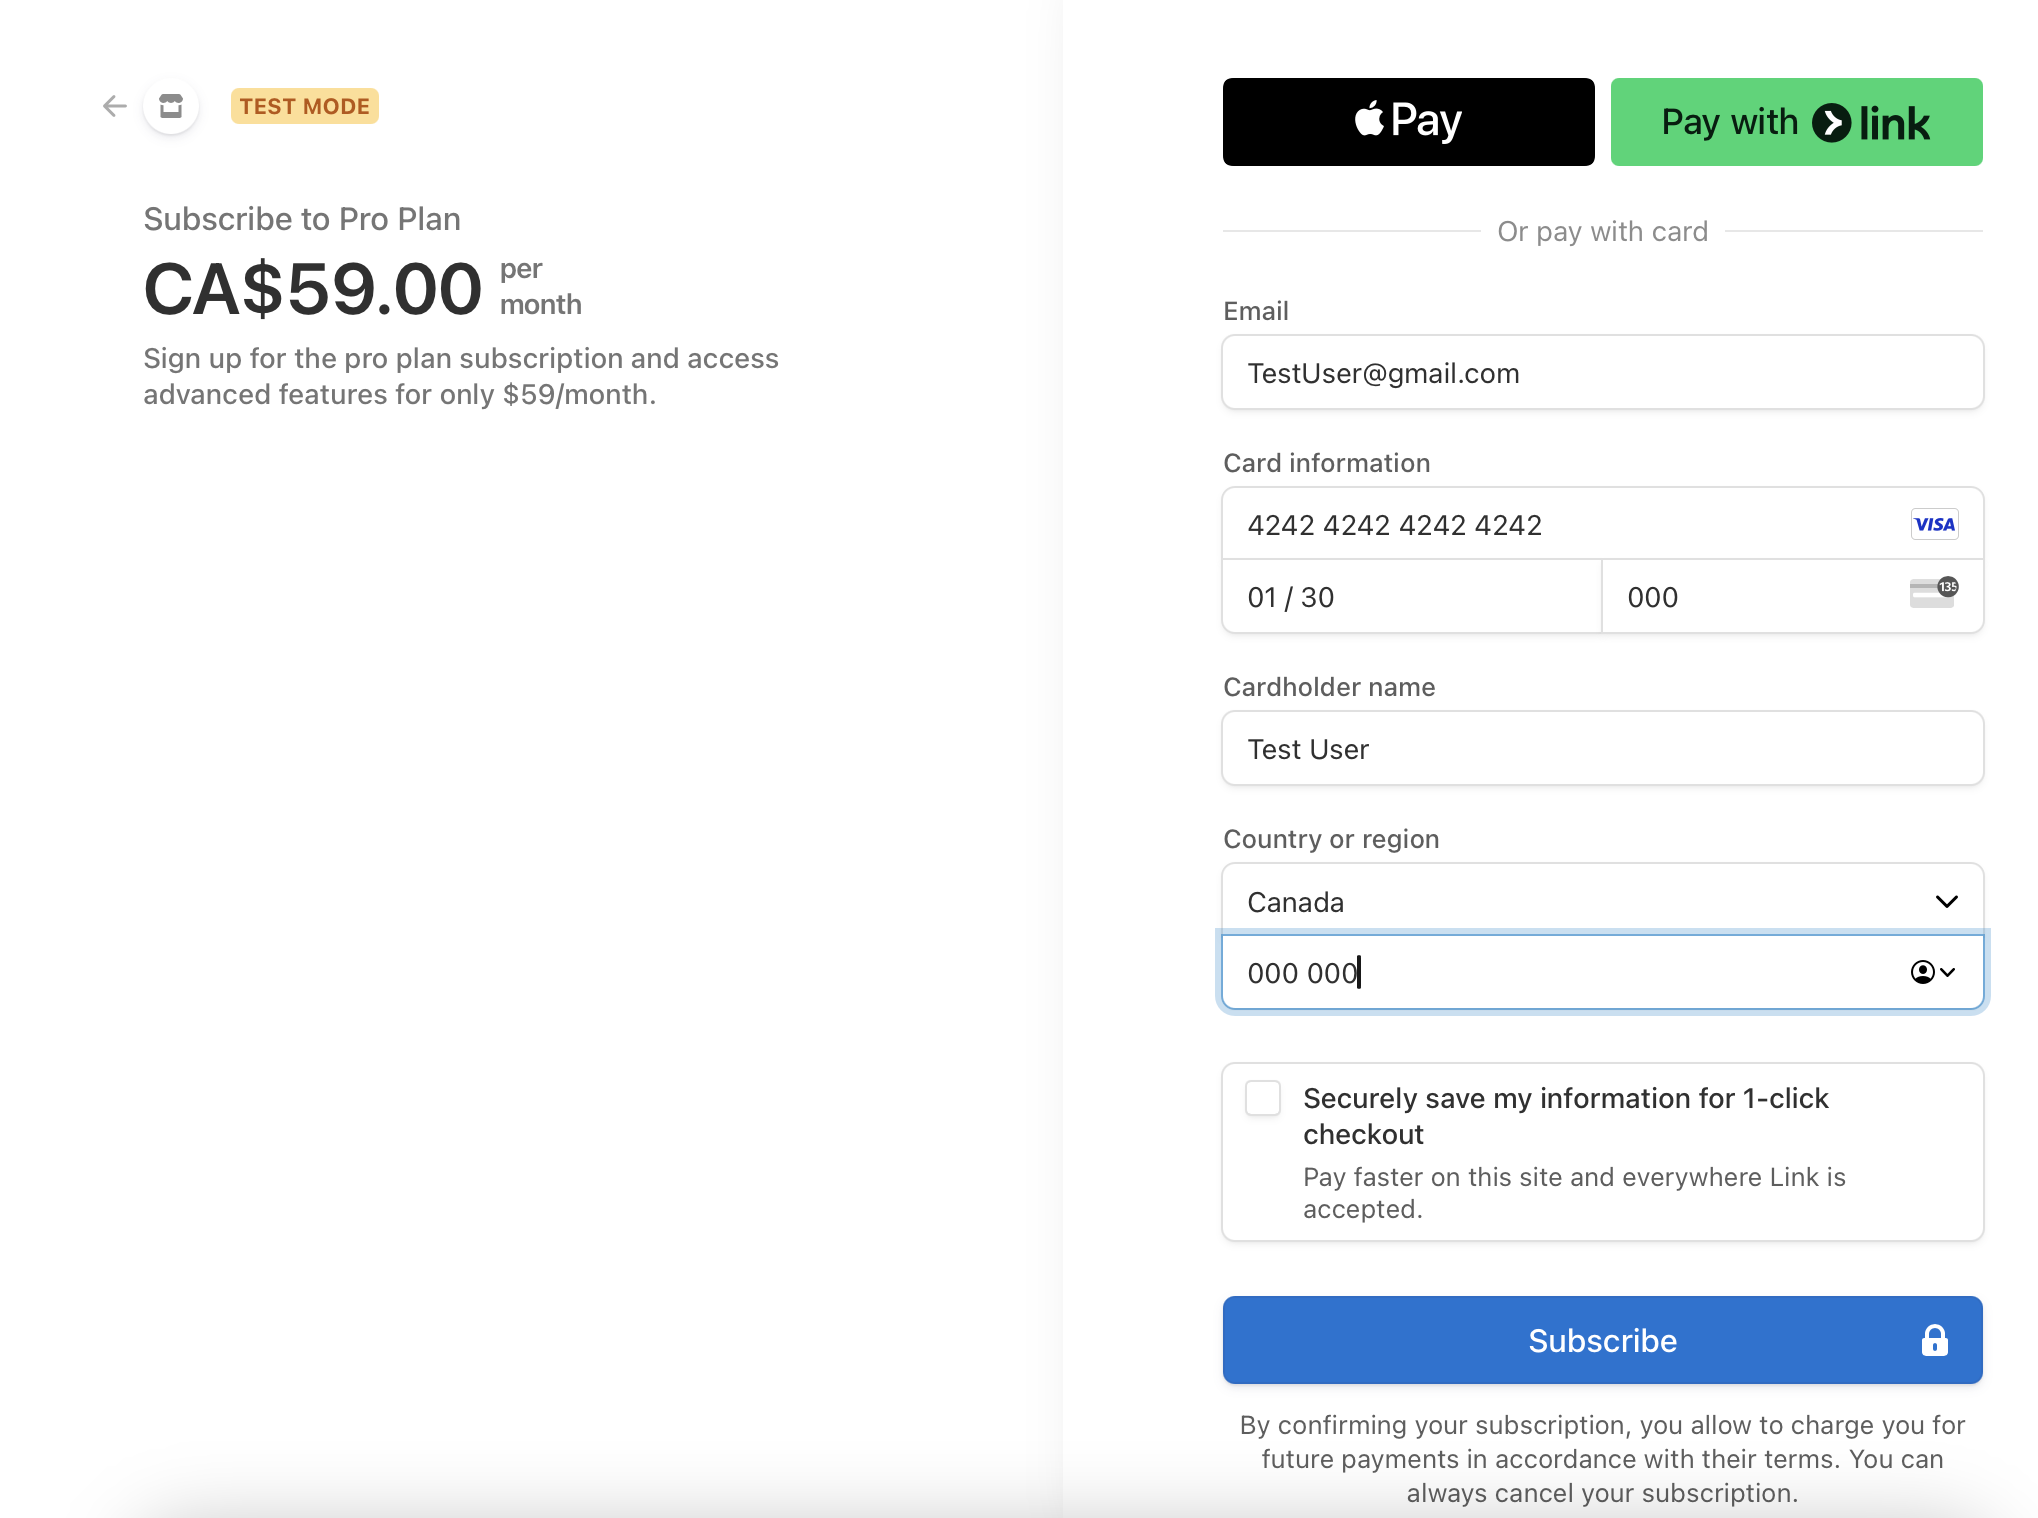 TEST MODE
Subscribe to Pro Plan
CA$59.00 per
month
Sign up for the pro plan subscription and access
advanced features for only $59/month.
Pay
Pay with link
Or pay with card
Email
TestUser@gmail.com
Card information
4242 4242 4242 4242
VISA
01 / 30
000
135
Cardholder name
Test User
Country or region
Canada
000 000
Securely save my information for 1-click
checkout
Pay faster on this site and everywhere Link is
accepted.
Subscribe
By confirming your subscription, you allow to charge you for
future payments in accordance with their terms. You can
always cancel your subscription.